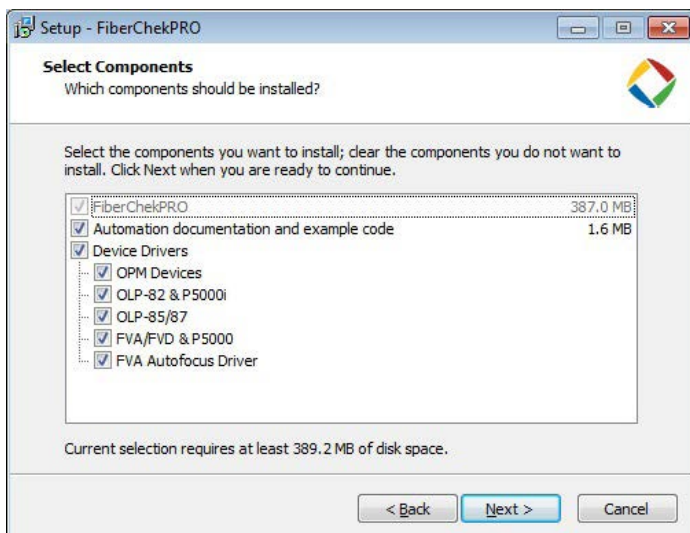 Setup - FiberChekPRO
Select Components
Which components should be installed?
Select the components you want to install; clear the components you do not want to
install. Click Next when you are ready to continue.
FiberChekPRO 387.0 MB
Automation documentation and example code 1.6 MB
Device Drivers
OPM Devices
OLP-82 & P5000i
OLP-85/87
FVA/FVD & P5000
FVA Autofocus Driver
Current selection requires at least 389.2 MB of disk space.
< Back Next > Cancel